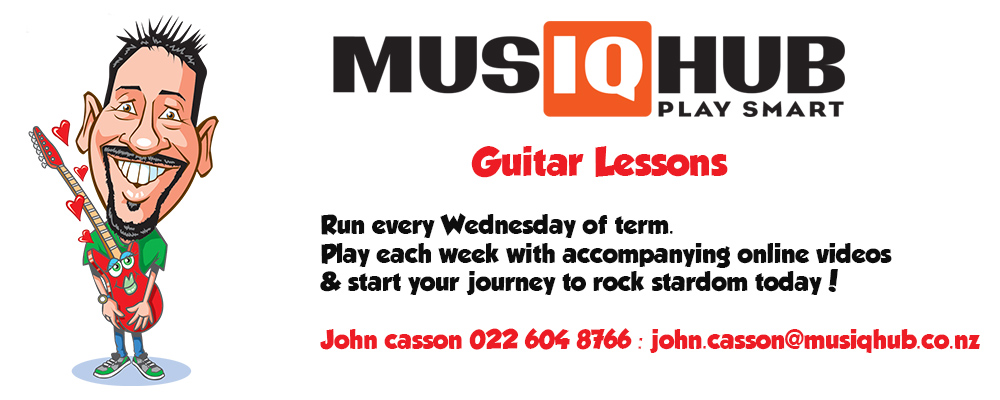 MUSIQHUB
PLAY SMART
Guitar Lessons
Run every Wednesday of term.
Play each week with accompanying online videos
& start your journey to rock stardom today!
John casson 022 604 8766 : john.casson@musiqhub.co.nz